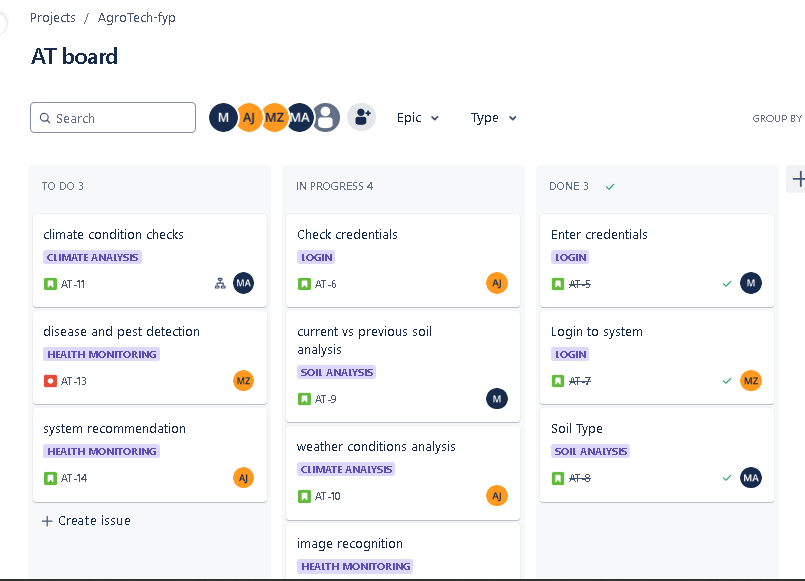 Projects / AgroTech-fyp
AT board
Search
M AJ MZ MA
Epic
Type
GROUP BY
TO DO 3
climate condition checks
CLIMATE ANALYSIS
AT-11
MA
disease and pest detection
HEALTH MONITORING
AT-13
MZ
system recommendation
HEALTH MONITORING
AT-14
AJ
+ Create issue
IN PROGRESS 4
Check credentials
LOGIN
AT-6
AJ
current vs previous soil
analysis
SOIL ANALYSIS
AT-9
M
weather conditions analysis
CLIMATE ANALYSIS
AT-10
AJ
image recognition
HEALTH MONITORING
DONE 3
Enter credentials
LOGIN
AT-5
M
Login to system
LOGIN
AT-7
MZ
Soil Type
SOIL ANALYSIS
AT-8
MA